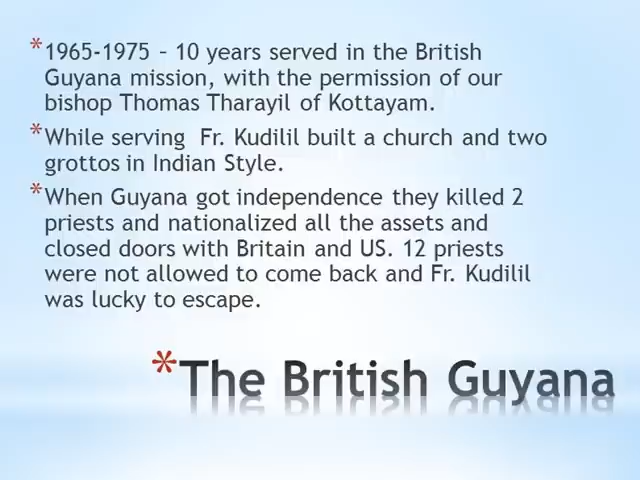 *1965-1975 – 10 years served in the British
Guyana mission, with the permission of our
bishop Thomas Tharayil of Kottayam.
*While serving  Fr. Kudilil built a church and two
grottos in Indian Style.
*When Guyana got independence they killed 2
priests and nationalized all the assets and
closed doors with Britain and US. 12 priests
were not allowed to come back and Fr. Kudilil
was lucky to escape.
*The British Guyana